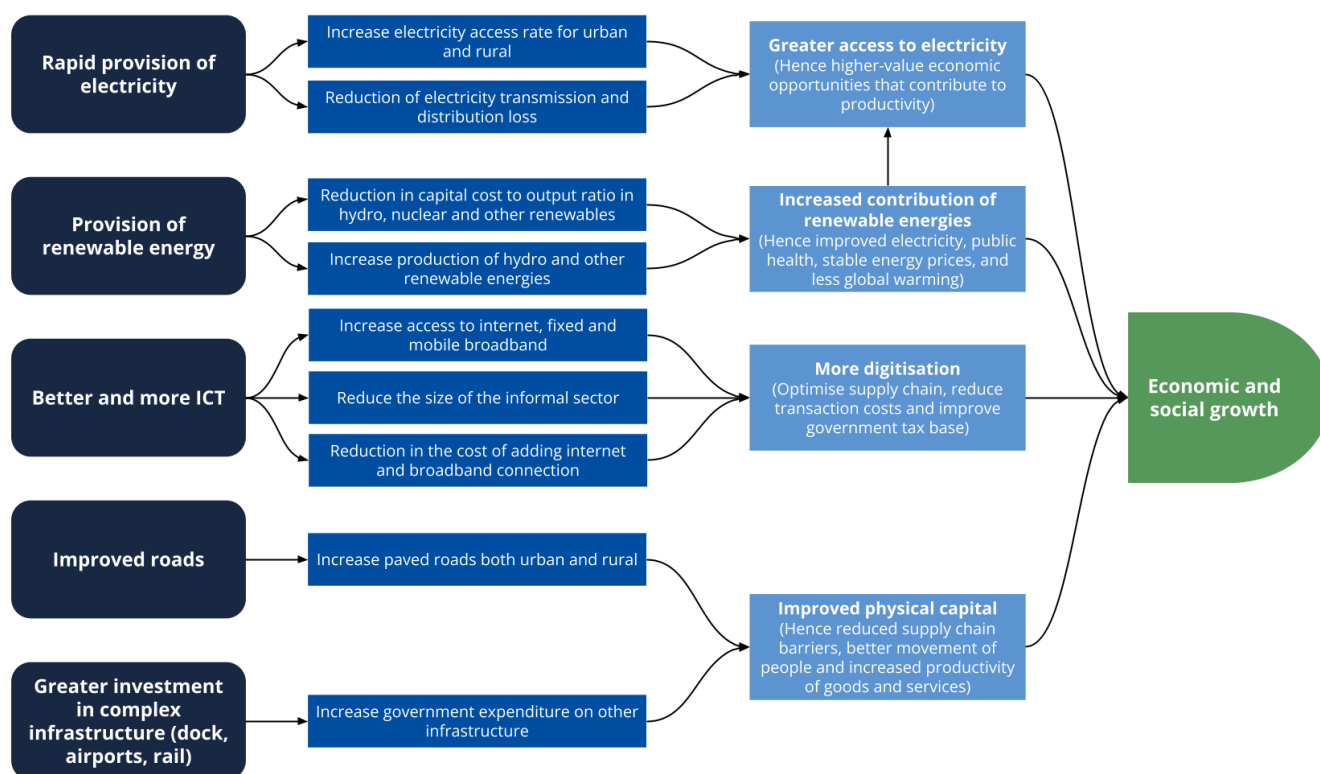 Rapid provision of
electricity
Increase electricity access rate for urban
and rural
Reduction of electricity transmission and
distribution loss
Greater access to electricity
(Hence higher-value economic
opportunities that contribute to
productivity)
Provision of
renewable energy
Reduction in capital cost to output ratio in
hydro, nuclear and other renewables
Increase production of hydro and other
renewable energies
Increased contribution of
renewable energies
(Hence improved electricity, public
health, stable energy prices, and
less global warming)
Better and more ICT
Increase access to internet, fixed and
mobile broadband
Reduce the size of the informal sector
Reduction in the cost of adding internet
and broadband connection
More digitisation
(Optimise supply chain, reduce
transaction costs and improve
government tax base)
Economic and
social growth
Improved roads
Increase paved roads both urban and rural
Greater investment
in complex
infrastructure (dock,
airports, rail)
Increase government expenditure on other
infrastructure
Improved physical capital
(Hence reduced supply chain
barriers, better movement of
people and increased productivity
of goods and services)